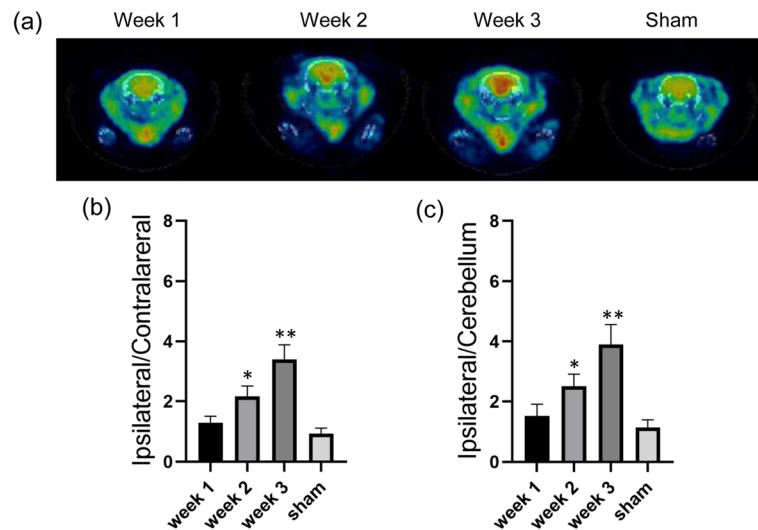 (a)
Week 1
Week 2
Week 3
Sham
(b)
Ipsilateral/Contralareral
8
6
4
2
0
*
**
week 1
week 2
week 3
sham
(c)
Ipsilateral/Cerebellum
8
6
4
2
0
*
**
week 1
week 2
week 3
sham